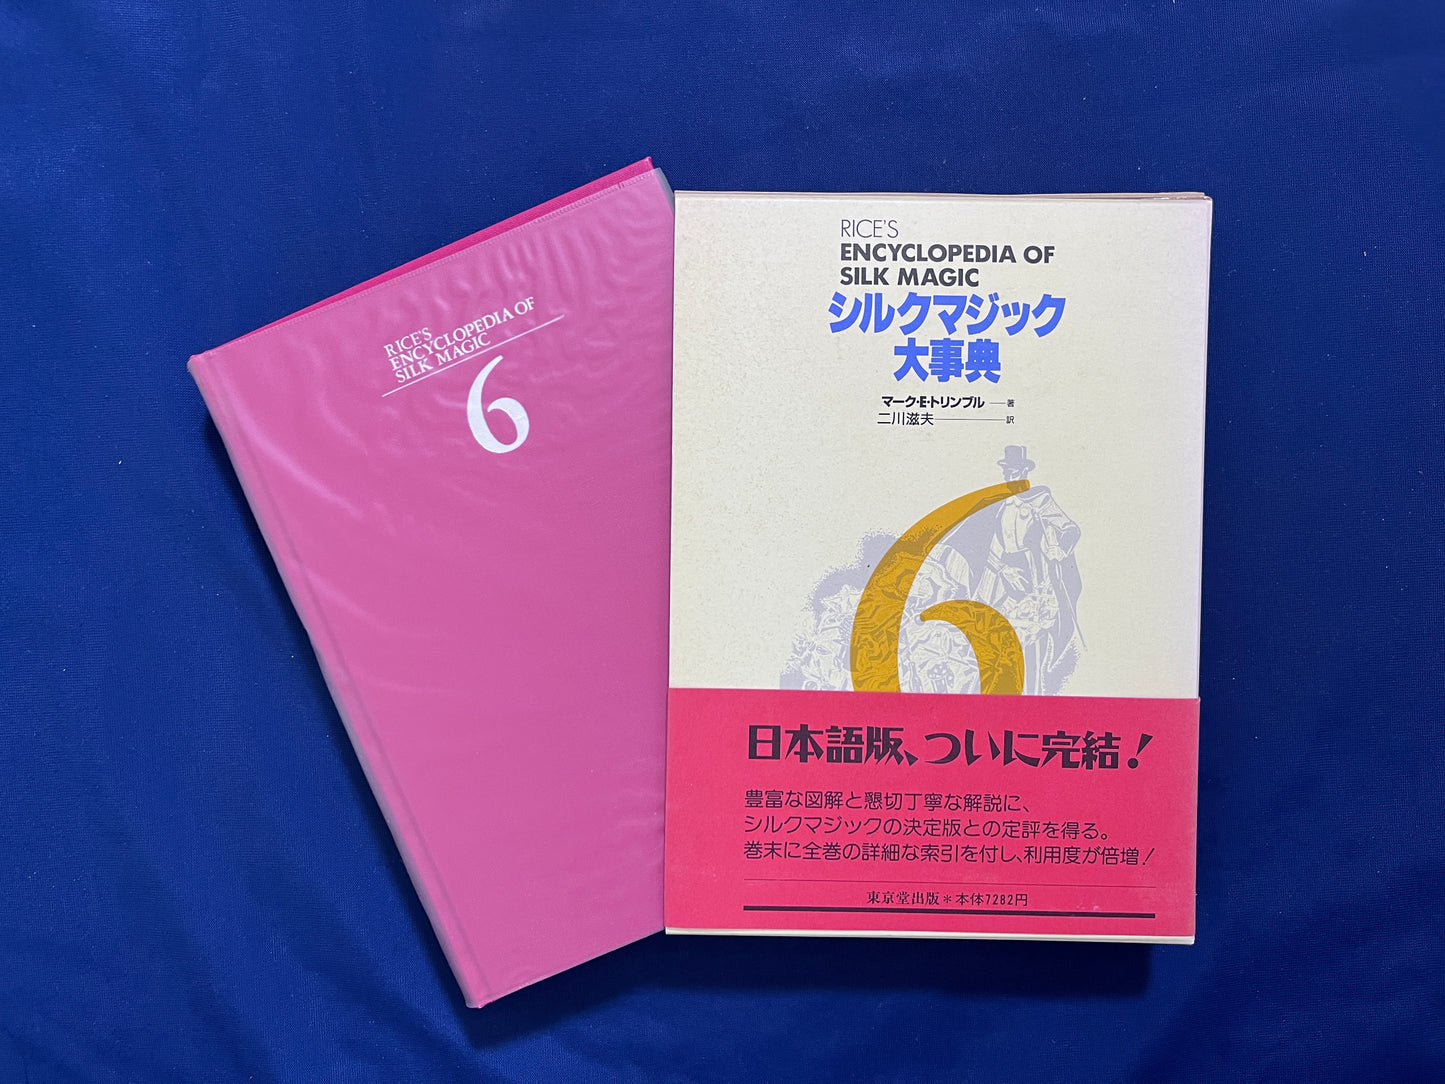 RICE'S
ENCYCLOPEDIA OF
SILK MAGIC
6
RICE'S
ENCYCLOPEDIA OF
SILK MAGIC
シルクマジック
大事典
マーク・E・トリンブル——著
二川滋夫————訳
6
日本語版、ついに完結!
豊富な図解と懇切丁寧な解説に、
シルクマジックの決定版との定評を得る。
巻末に全巻の詳細な索引を付し、利用度が倍増!
東京堂出版*本体7282円